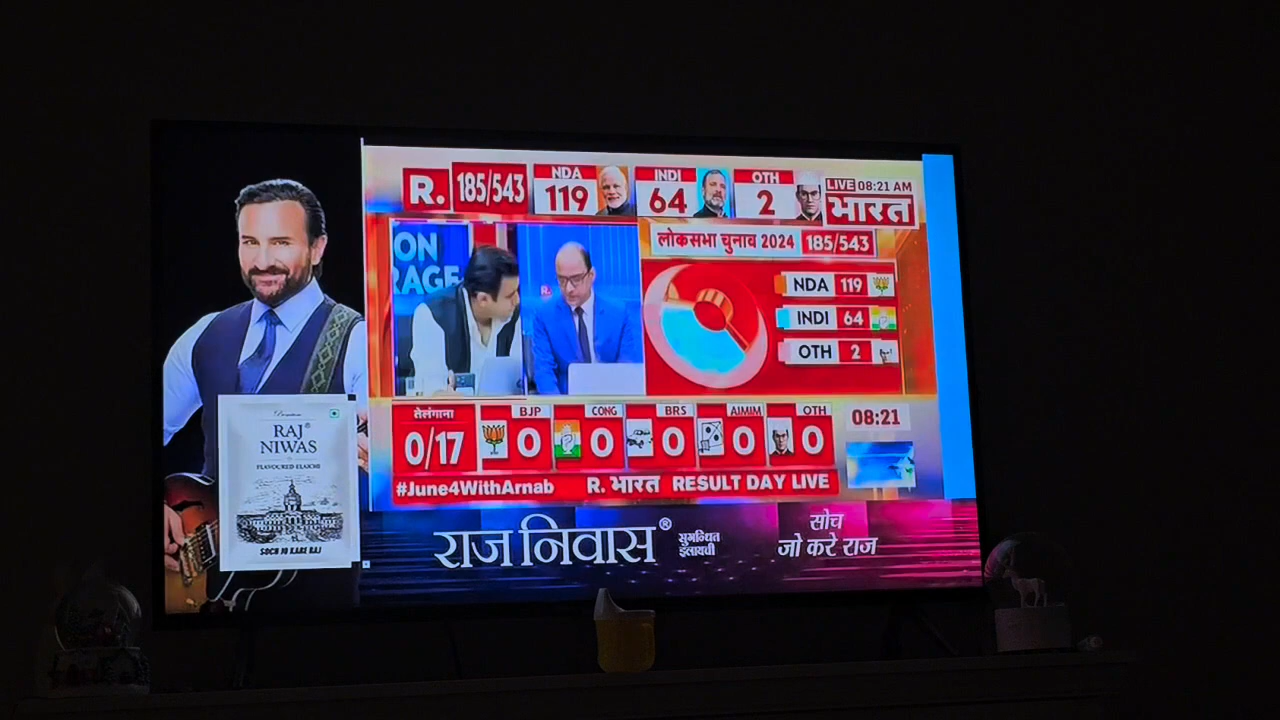 R. 185/543 NDA 119 INDI 64 OTH 2 LIVE 08:21 AM
भारत
ON
RAGE
लोकसभा चुनाव 2024 185/543
NDA 119
INDI 64
OTH 2
तेलंगाना BJP CONG BRS AIMIM OTH
0/17 0 0 0 0 0
08:21
#June4WithArnab R. भारत RESULT DAY LIVE
RAJ®
NIWAS
FLAVOURED ELAICHI
SOCH JO KARE RAJ
राज निवास® सुगन्धित
इलायची
सोच
जो करे राज